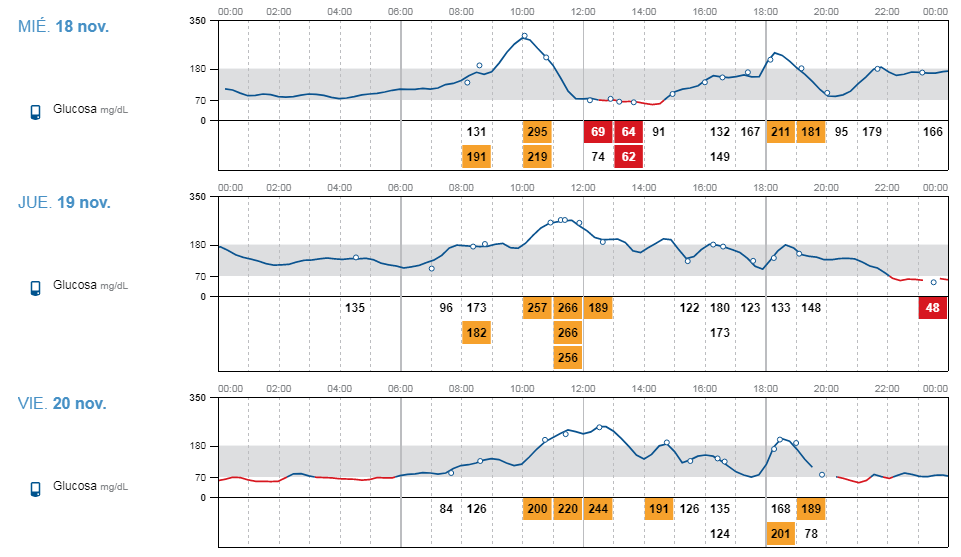 00:00 02:00 04:00 06:00 08:00 10:00 12:00 14:00 16:00 18:00 20:00 22:00 00:00
MIÉ. 18 nov.
350
180
70
0
Glucosa mg/dL
131 295 69 64 91 132 167 211 181 95 179 166
191 219 74 62 149
00:00 02:00 04:00 06:00 08:00 10:00 12:00 14:00 16:00 18:00 20:00 22:00 00:00
JUE. 19 nov.
350
180
70
0
Glucosa mg/dL
135 96 173 257 266 189 122 180 123 133 148 48
182 266 173
256
00:00 02:00 04:00 06:00 08:00 10:00 12:00 14:00 16:00 18:00 20:00 22:00 00:00
VIE. 20 nov.
350
180
70
0
Glucosa mg/dL
84 126 200 220 244 191 126 135 168 189
124 201 78